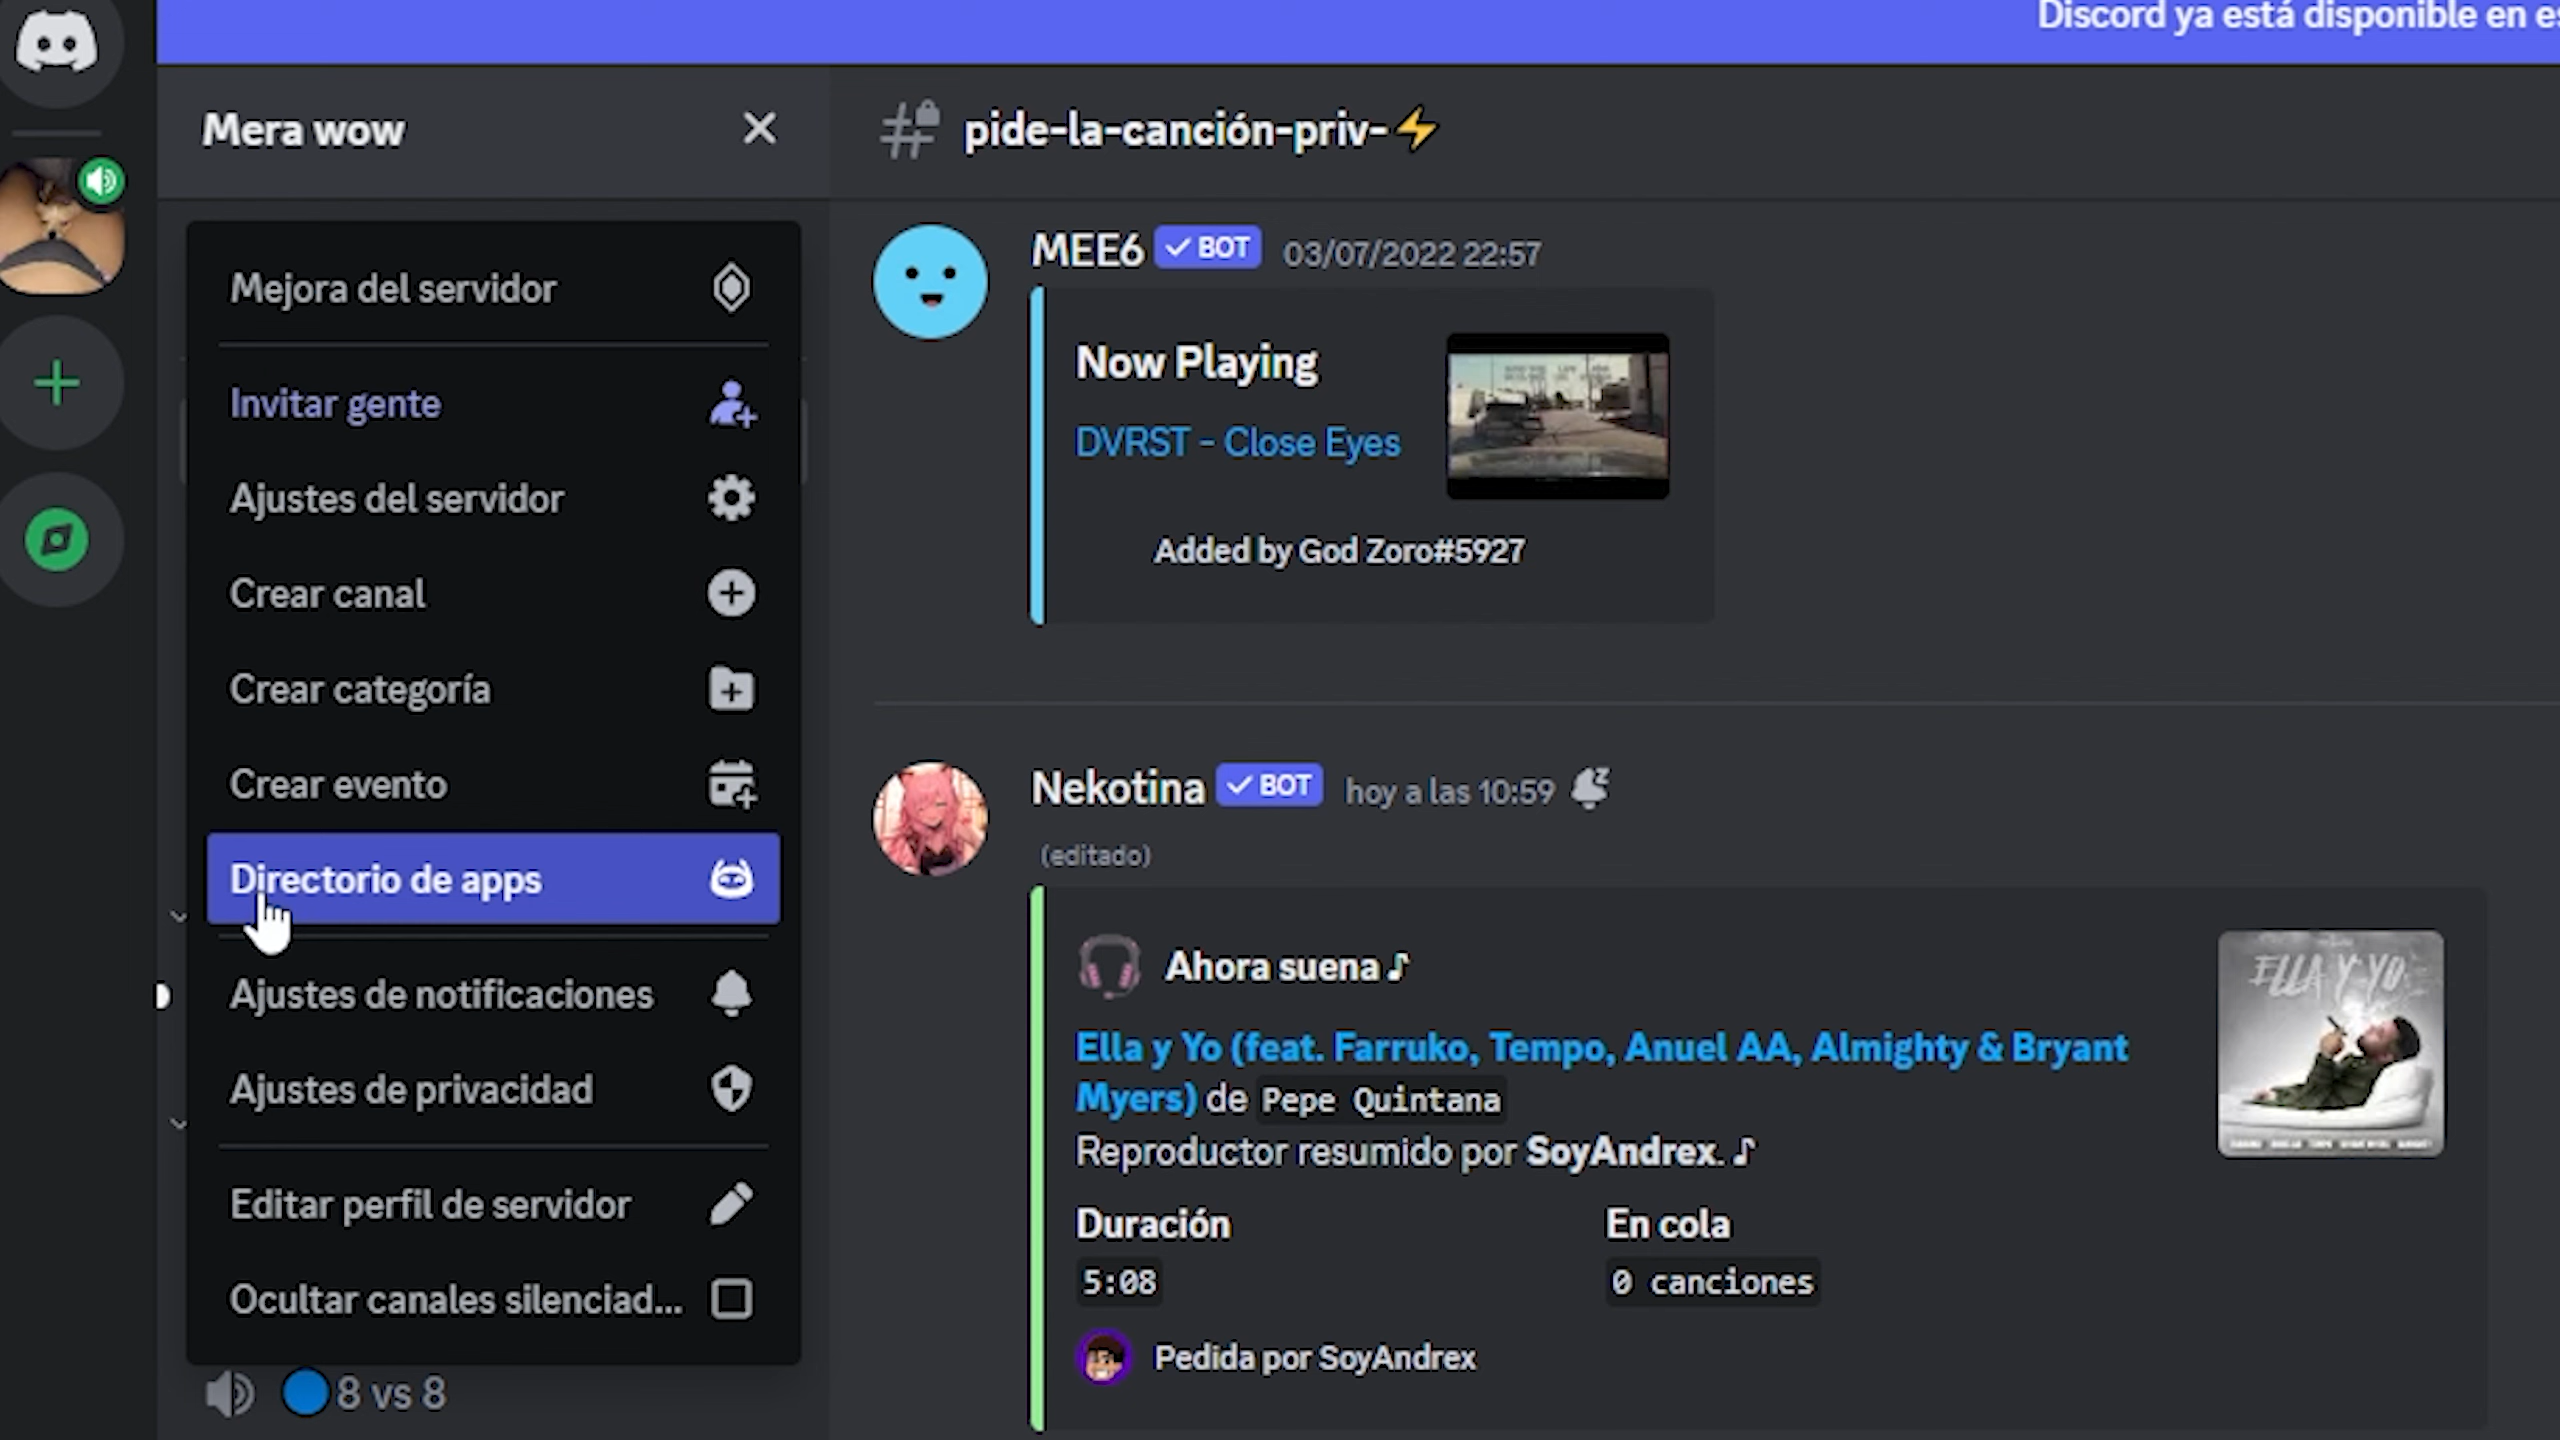 Discord ya está disponible en es
Mera wow
pide-la-canción-priv-⚡
Mejora del servidor
Invitar gente
Ajustes del servidor
Crear canal
Crear categoría
Crear evento
Directorio de apps
Ajustes de notificaciones
Ajustes de privacidad
Editar perfil de servidor
Ocultar canales silenciad...
🔵8 vs 8
MEE6 BOT 03/07/2022 22:57
Now Playing
DVRST - Close Eyes
Added by God Zoro#5927
Nekotina BOT hoy a las 10:59
(editado)
Ahora suena ♪
Ella y Yo (feat. Farruko, Tempo, Anuel AA, Almighty & Bryant
Myers) de Pepe Quintana
Reproductor resumido por SoyAndrex. ♪
Duración En cola
5:08 0 canciones
Pedida por SoyAndrex
ELLA Y YO